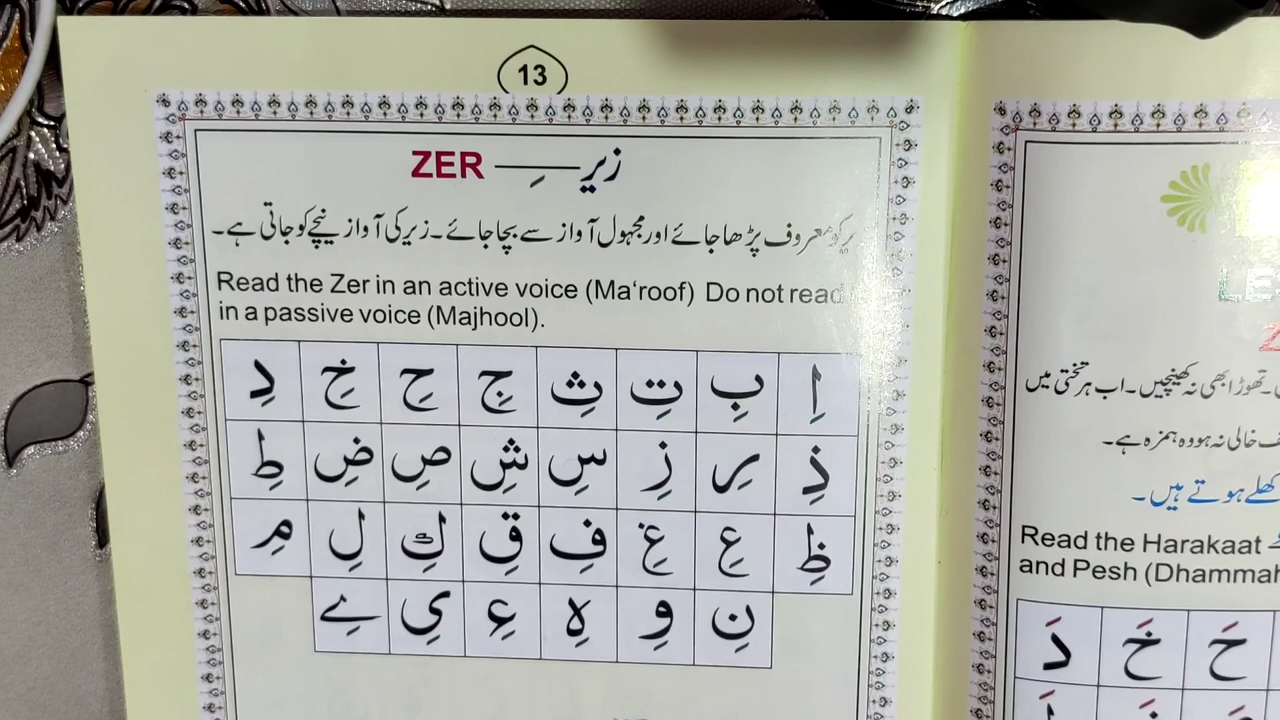 13
ZER ——ِ—— زیر
کو معروف پڑھا جائے اور مجہول آواز سے بچا جائے۔ زیر کی آواز نیچے کو جاتی ہے۔
Read the Zer in an active voice (Ma‘roof) Do not read
in a passive voice (Majhool).
اِ بِ تِ ثِ جِ حِ خِ دِ
ذِ رِ زِ سِ شِ صِ ضِ طِ
ظِ عِ غِ فِ قِ كِ لِ مِ
نِ وِ ہِ ءِ یِ ےِ
تھوڑا بھی نہ کھینچیں۔ اب ہر تختی میں
خالی نہ ہو وہ ہمزہ ہے۔
کھلے ہوتے ہیں۔
Read the Harakaat
and Pesh (Dhammah
حَ خَ دَ